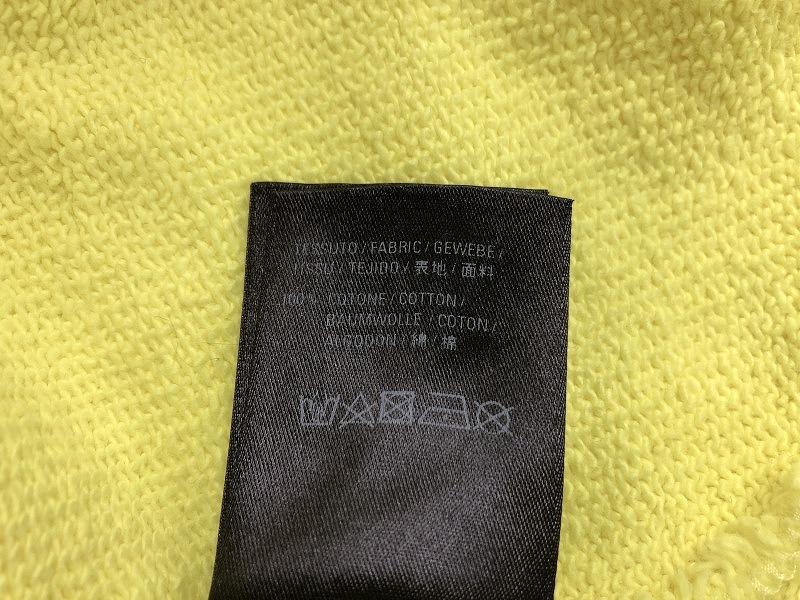 TESSUTO / FABRIC / GEWEBE /
TISSU / TEJIDO / 表地 / 面料
100% COTONE / COTTON /
BAUMWOLLE / COTON /
ALGODON / 綿 / 棉